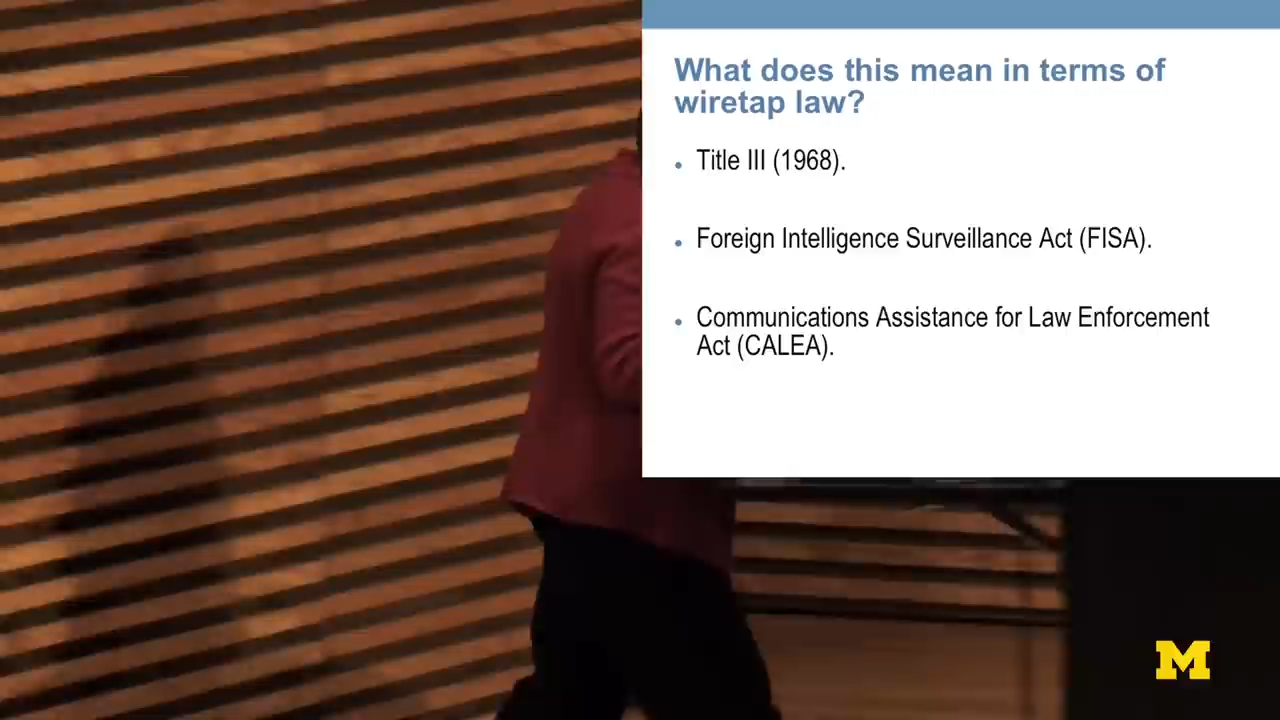 What does this mean in terms of
wiretap law?
• Title III (1968).
• Foreign Intelligence Surveillance Act (FISA).
• Communications Assistance for Law Enforcement
Act (CALEA).
M